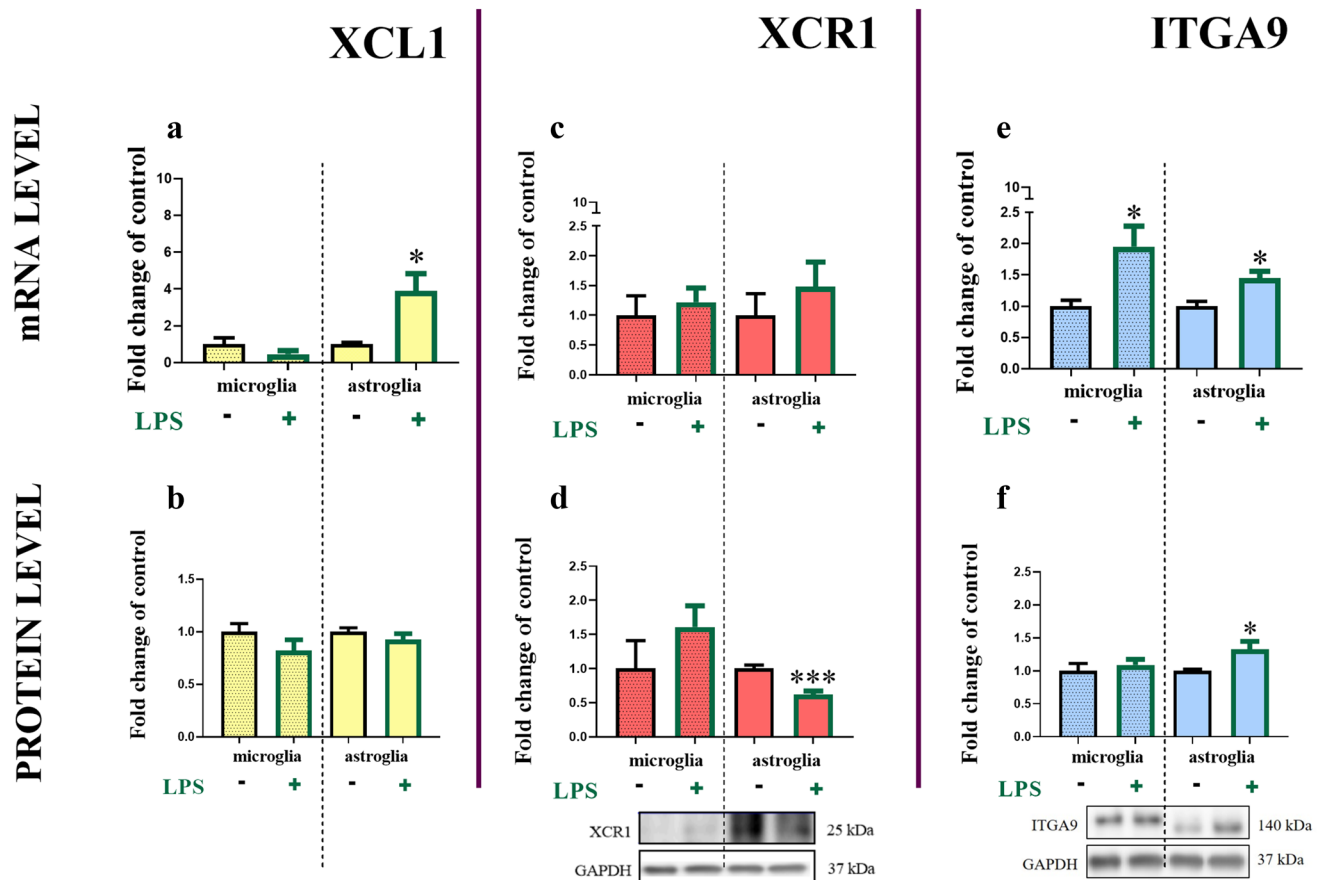 XCL1
XCR1
ITGA9
mRNA LEVEL
a
Fold change of control
10
8
6
4
2
0
microglia
astroglia
LPS - + - +
c
Fold change of control
10
1
2.5
2.0
1.5
1.0
0.5
0.0
microglia
astroglia
LPS - + - +
e
Fold change of control
10
2.5
2.0
1.5
1.0
0.5
0.0
*
*
*
microglia
astroglia
LPS - + - +
PROTEIN LEVEL
b
Fold change of control
1.5
1.0
0.5
0.0
microglia
astroglia
LPS - + - +
d
Fold change of control
2.5
2.0
1.5
1.0
0.5
0.0
***
microglia
astroglia
LPS - + - +
XCR1 25 kDa
GAPDH 37 kDa
f
Fold change of control
2.5
2.0
1.5
1.0
0.5
0.0
*
microglia
astroglia
LPS - + - +
ITGA9 140 kDa
GAPDH 37 kDa